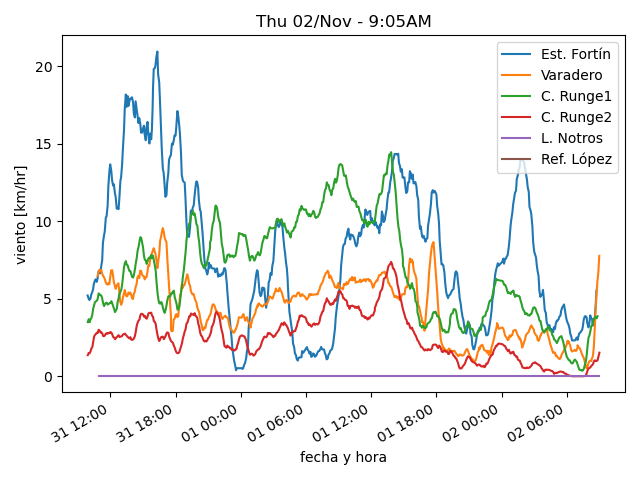 Thu 02/Nov - 9:05AM
viento [km/hr]
20
15
10
5
0
Est. Fortín
Varadero
C. Runge1
C. Runge2
L. Notros
Ref. López
31 12:00
31 18:00
01 00:00
01 06:00
01 12:00
01 18:00
02 00:00
02 06:00
fecha y hora